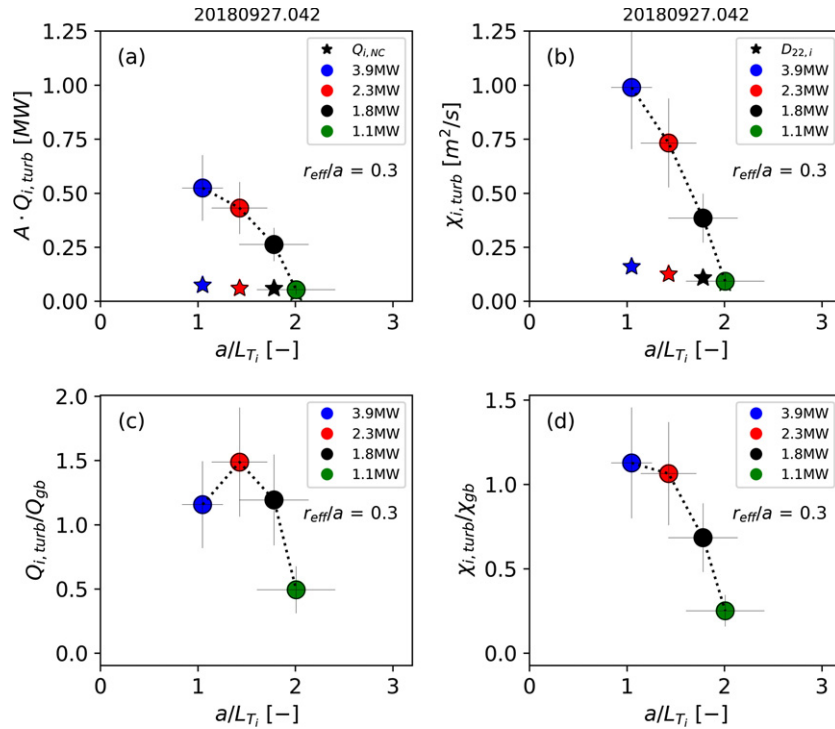 20180927.042
(a)
Q_{i,NC}
3.9MW
2.3MW
1.8MW
1.1MW
r_{eff}/a = 0.3
A · Q_{i,turb} [MW]
1.25
1.00
0.75
0.50
0.25
0.00
0
1
2
3
a/L_{T_i} [−]
20180927.042
(b)
D_{22,i}
3.9MW
2.3MW
1.8MW
1.1MW
r_{eff}/a = 0.3
χ_{i,turb} [m²/s]
1.25
1.00
0.75
0.50
0.25
0.00
0
1
2
3
a/L_{T_i} [−]
(c)
3.9MW
2.3MW
1.8MW
1.1MW
r_{eff}/a = 0.3
Q_{i,turb}/Q_{gb}
2.0
1.5
1.0
0.5
0.0
0
1
2
3
a/L_{T_i} [−]
(d)
3.9MW
2.3MW
1.8MW
1.1MW
r_{eff}/a = 0.3
χ_{i,turb}/χ_{gb}
1.5
1.0
0.5
0.0
0
1
2
3
a/L_{T_i} [−]